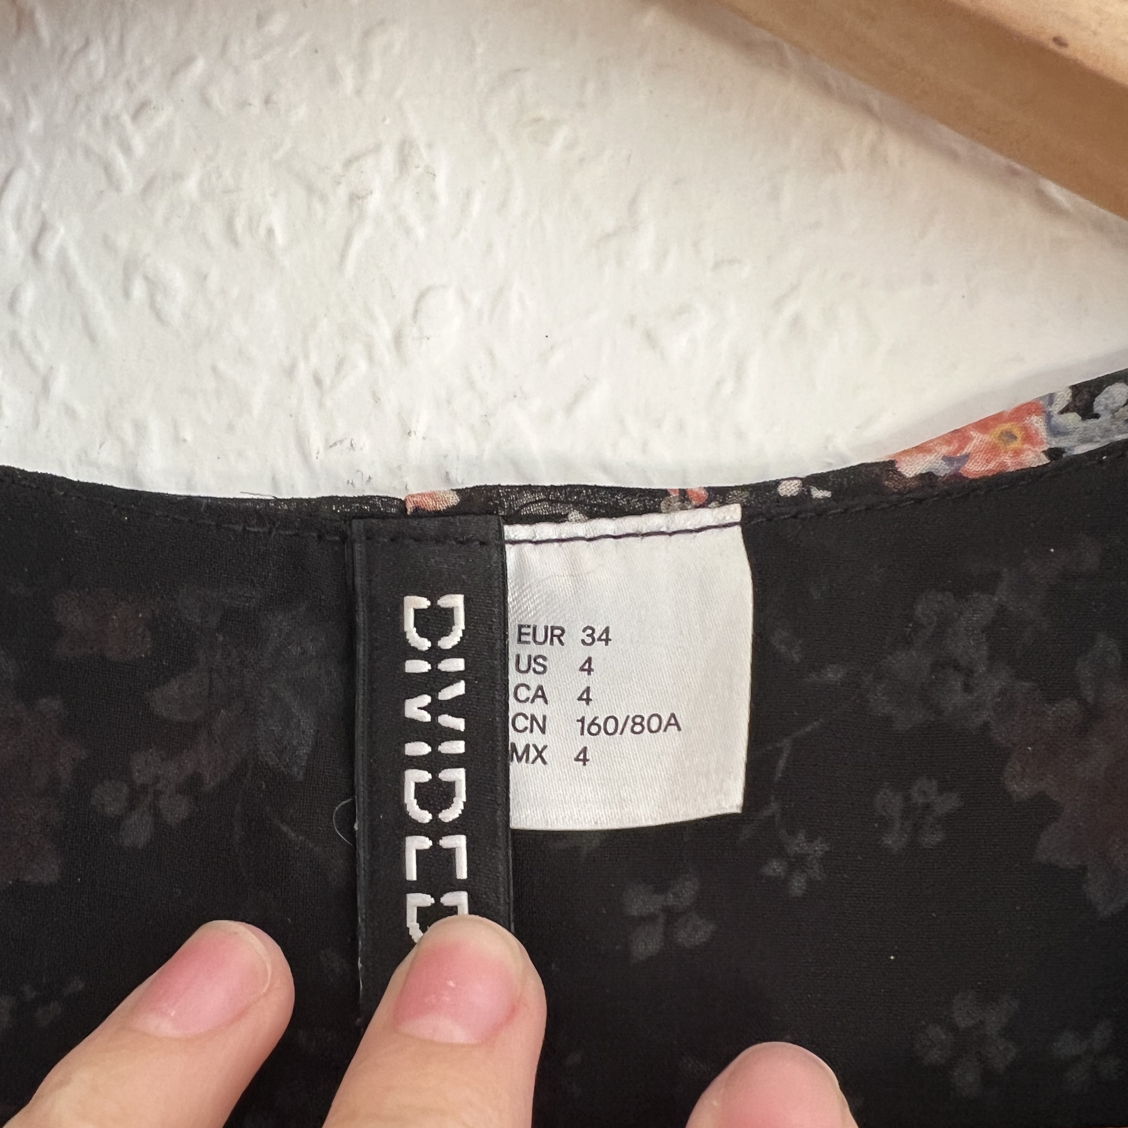 DIVIDED
EUR 34
US 4
CA 4
CN 160/80A
MX 4